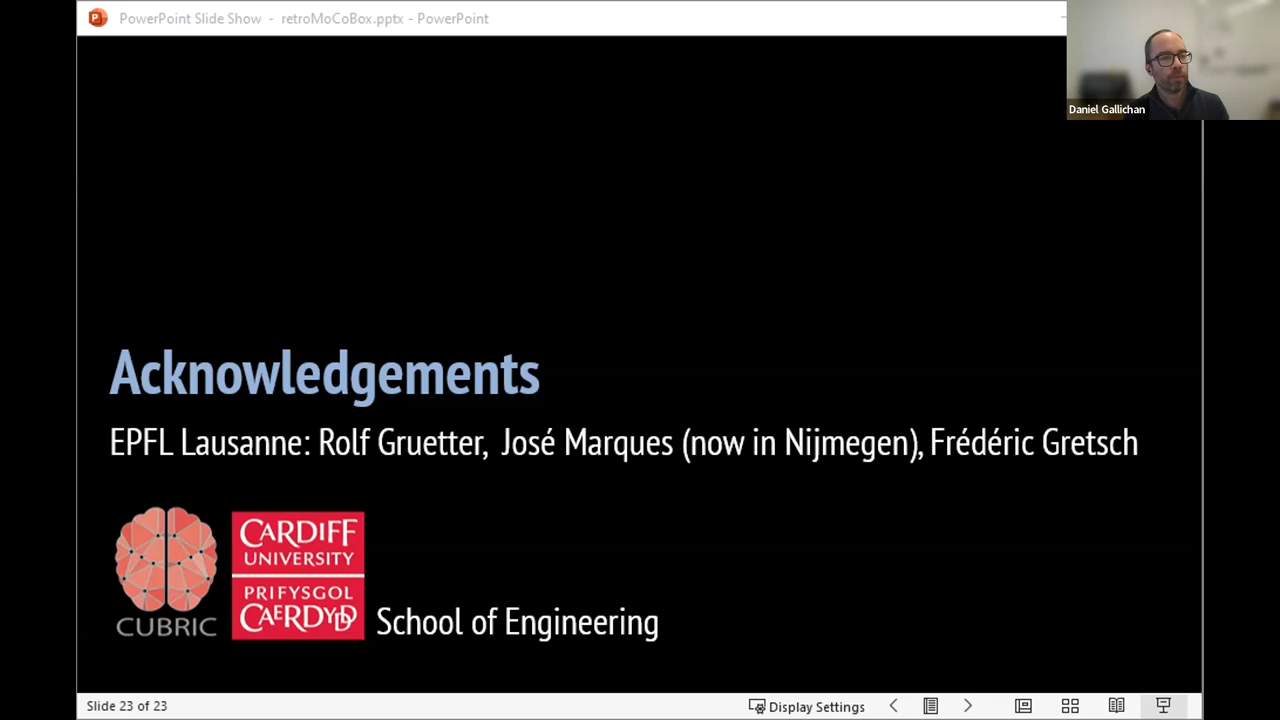 PowerPoint Slide Show - retroMoCoBox.pptx - PowerPoint
Daniel Gallichan
Acknowledgements
EPFL Lausanne: Rolf Gruetter, José Marques (now in Nijmegen), Frédéric Gretsch
CUBRIC
CARDIFF
UNIVERSITY
PRIFYSGOL
CAERDYDD
School of Engineering
Slide 23 of 23
Display Settings